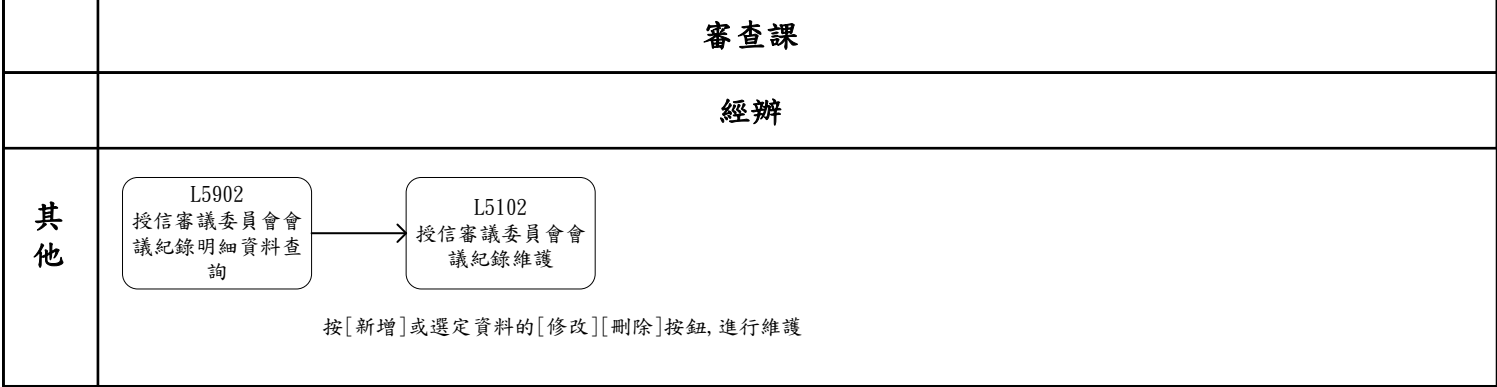 審查課
經辦
其
他
L5902
授信審議委員會會
議紀錄明細資料查
詢
L5102
授信審議委員會會
議紀錄維護
按[新增]或選定資料的[修改][刪除]按鈕,進行維護